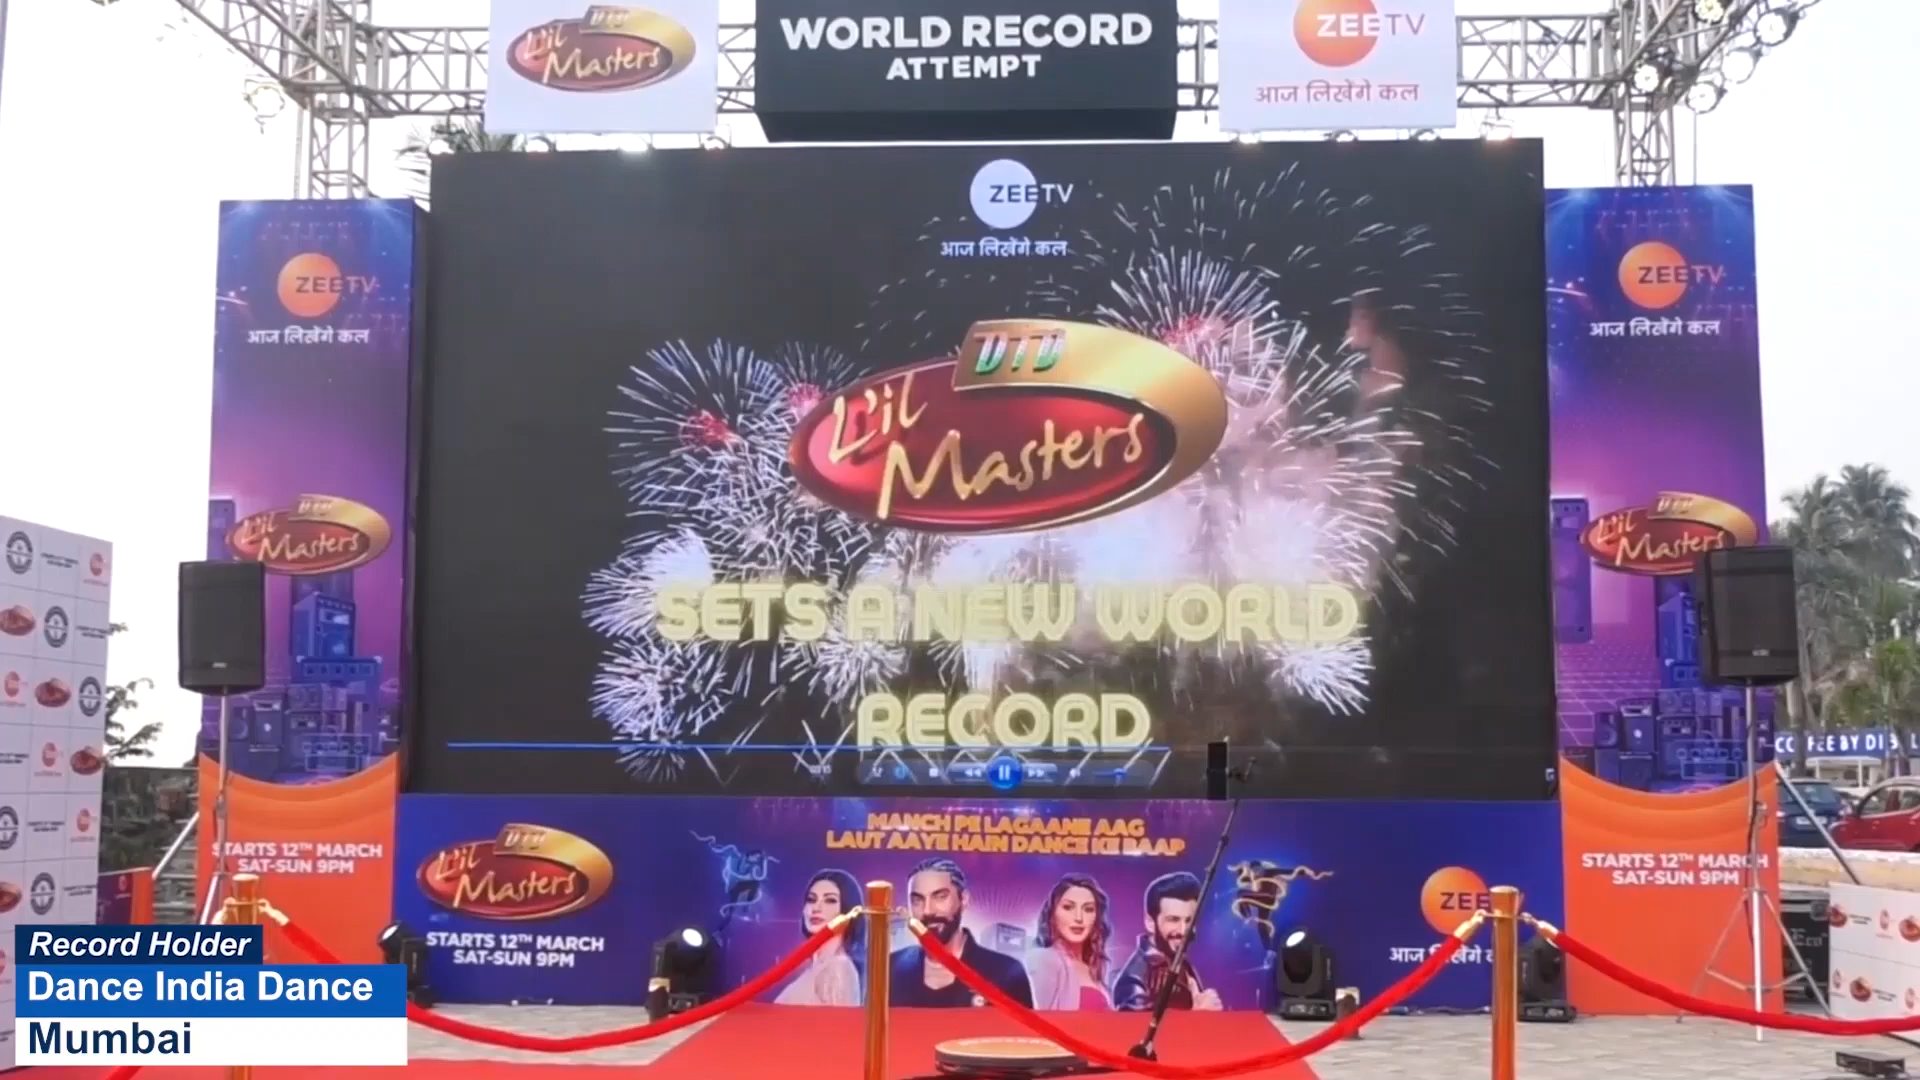 DID
L'il
Masters
WORLD RECORD
ATTEMPT
ZEE TV
आज लिखेंगे कल
ZEE TV
आज लिखेंगे कल
ZEE TV
आज लिखेंगे कल
ZEE TV
आज लिखेंगे कल
DID
L'il
Masters
SETS A NEW WORLD
RECORD
DID
L'il
Masters
DID
L'il
Masters
STARTS 12TH MARCH
SAT-SUN 9PM
MANCH PE LAGAANE AAG
LAUT AAYE HAIN DANCE KE BAAP
DID
L'il
Masters
STARTS 12TH MARCH
SAT-SUN 9PM
ZEE
आज
STARTS 12TH MARCH
SAT-SUN 9PM
Record Holder
Dance India Dance
Mumbai